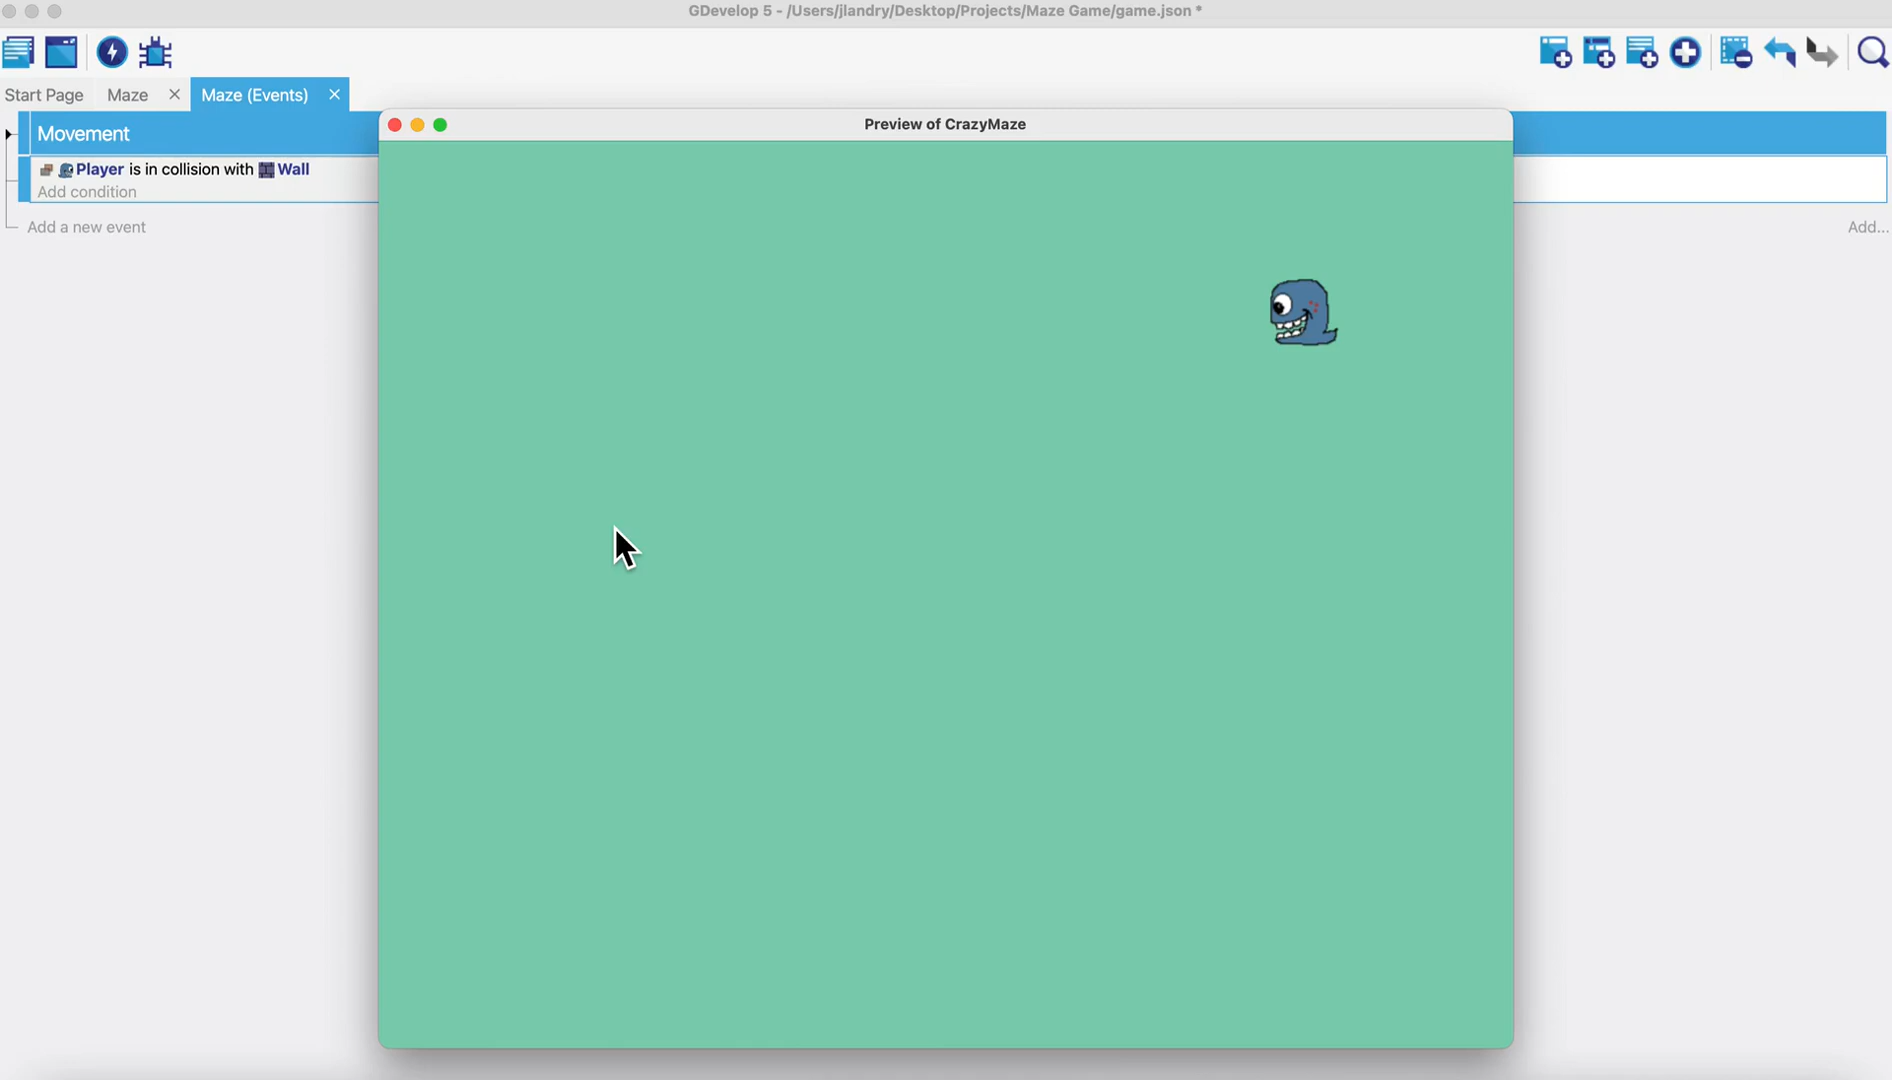 GDevelop 5 - /Users/jlandry/Desktop/Projects/Maze Game/game.json *
Start Page
Maze
Maze (Events)
Preview of CrazyMaze
Movement
Player is in collision with Wall
Add condition
Add a new event
Add...